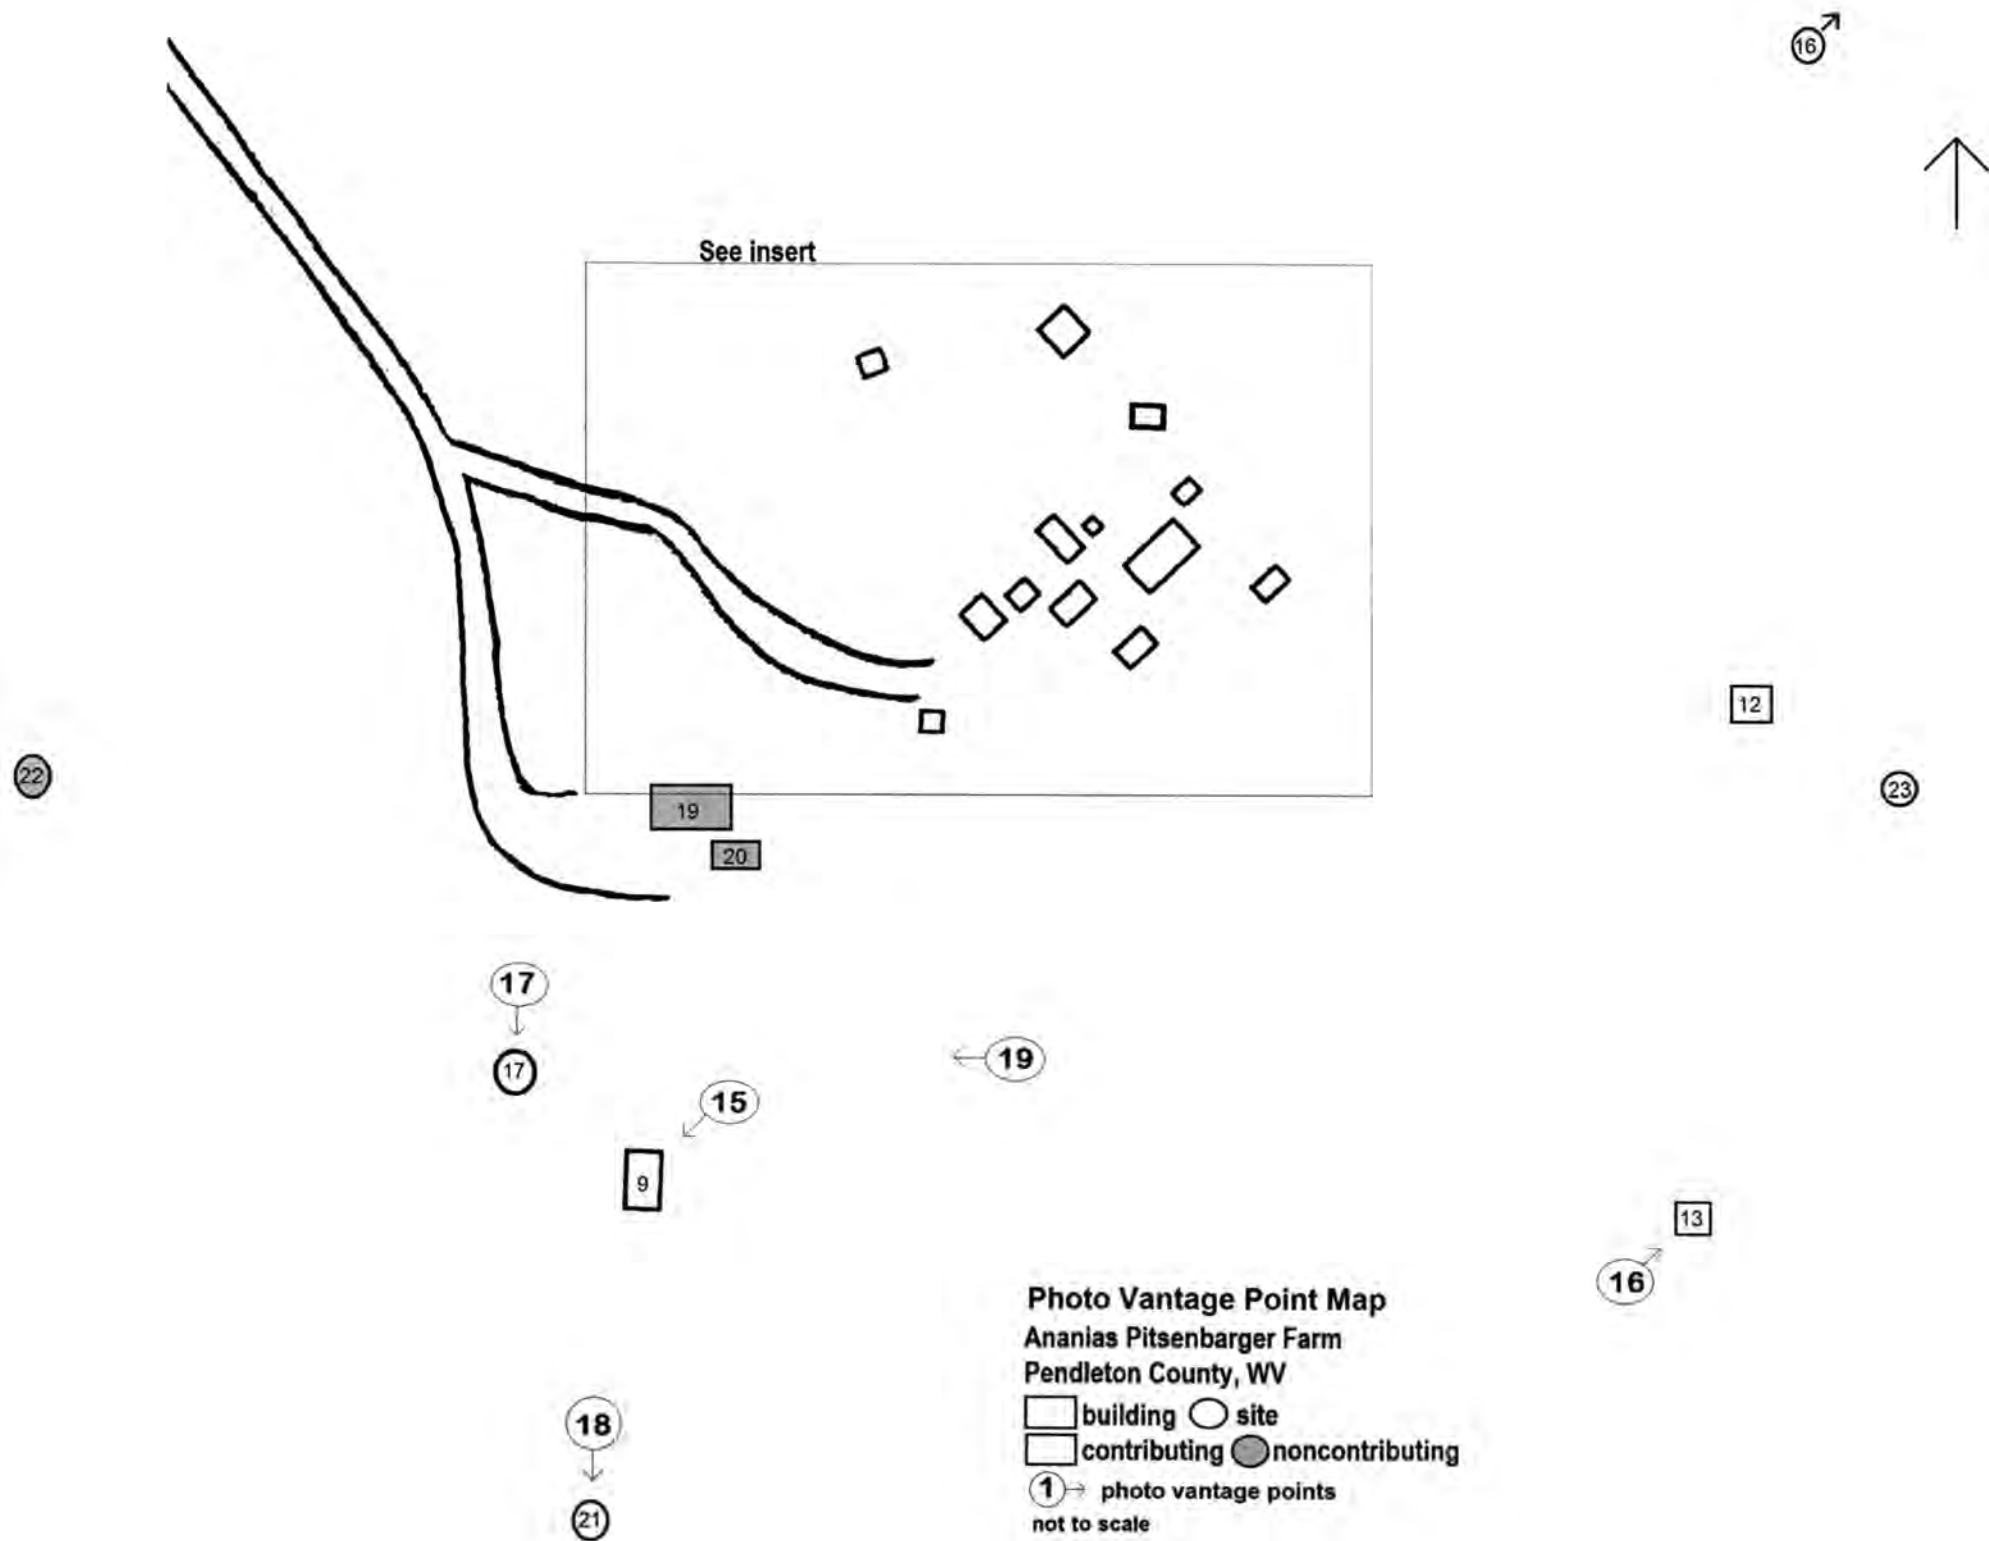 16
See insert
12
22
23
19
20
17
17
19
15
9
13
16
Photo Vantage Point Map
Ananias Pitsenbarger Farm
Pendleton County, WV
building site
contributing noncontributing
1 photo vantage points
not to scale
18
21